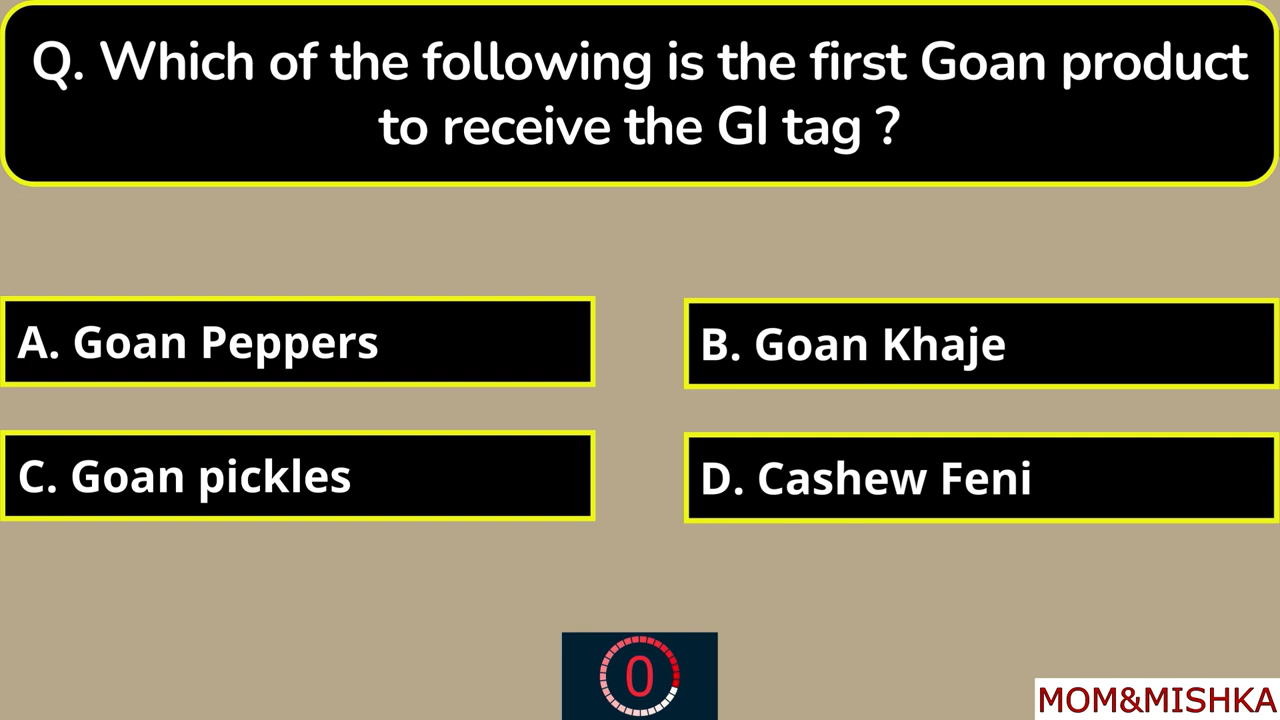 Q. Which of the following is the first Goan product
to receive the Gl tag ?
A. Goan Peppers
B. Goan Khaje
C. Goan pickles
D. Cashew Feni
0
MOM&MISHKA